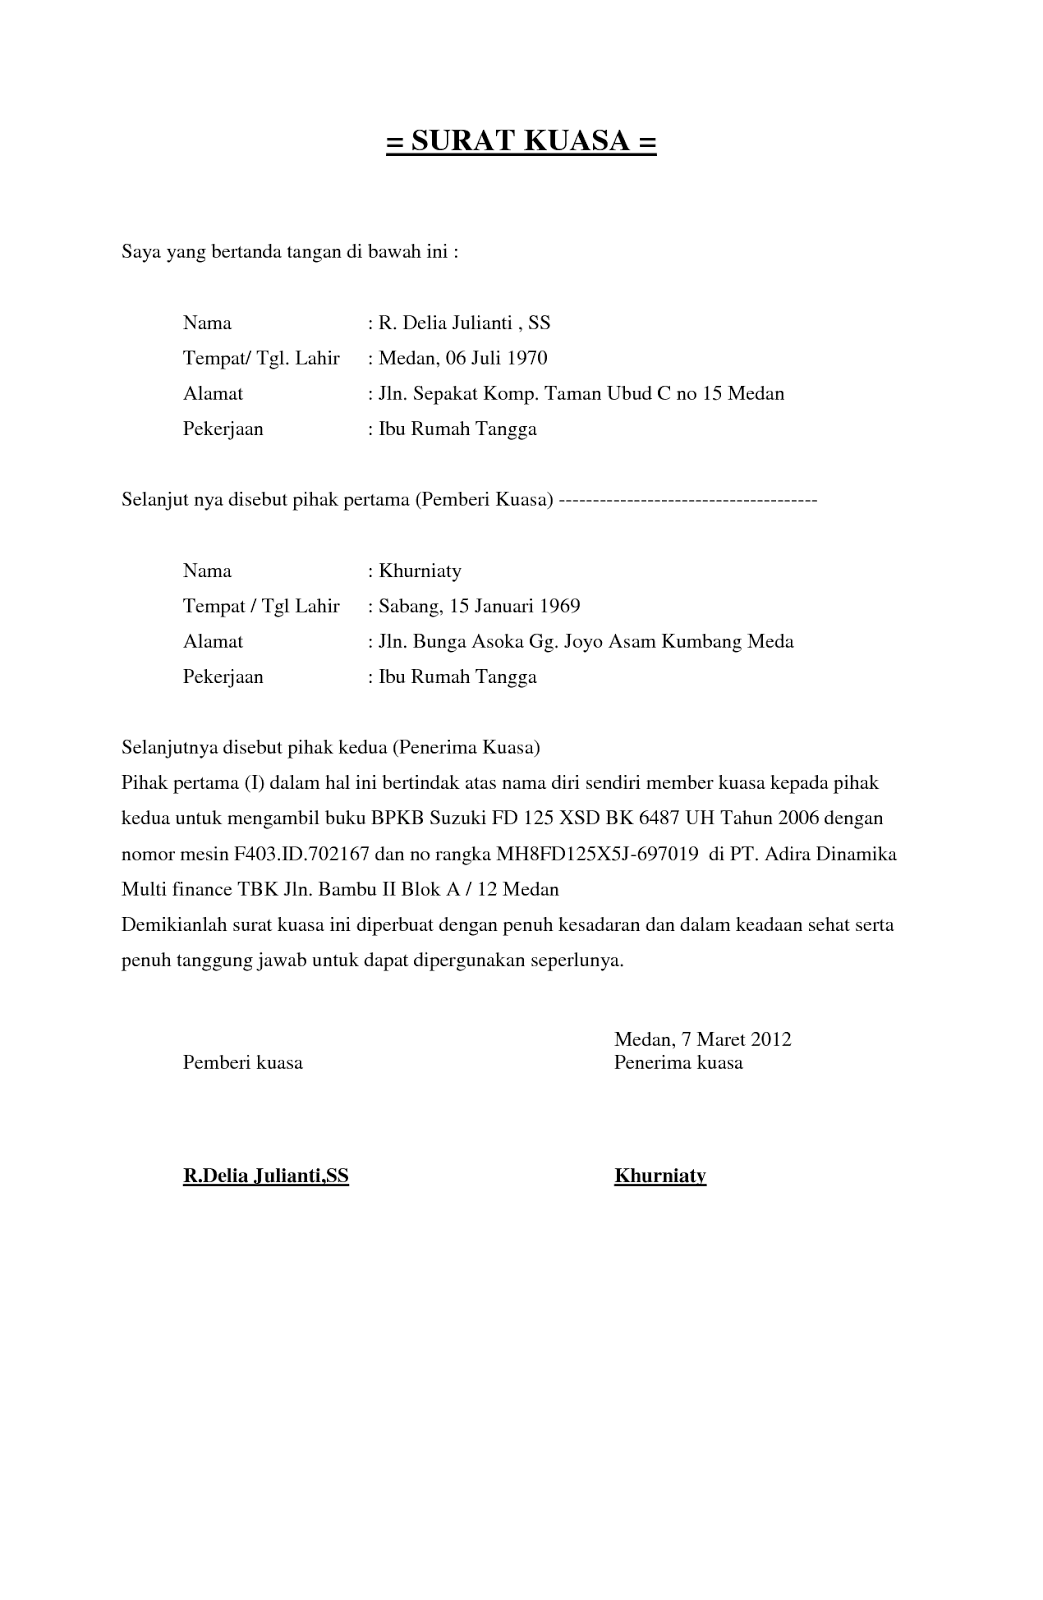 = SURAT KUASA =
Saya yang bertanda tangan di bawah ini :
Nama : R. Delia Julianti , SS
Tempat/ Tgl. Lahir : Medan, 06 Juli 1970
Alamat : Jln. Sepakat Komp. Taman Ubud C no 15 Medan
Pekerjaan : Ibu Rumah Tangga
Selanjut nya disebut pihak pertama (Pemberi Kuasa) --------------------------------------
Nama : Khurniaty
Tempat / Tgl Lahir : Sabang, 15 Januari 1969
Alamat : Jln. Bunga Asoka Gg. Joyo Asam Kumbang Meda
Pekerjaan : Ibu Rumah Tangga
Selanjutnya disebut pihak kedua (Penerima Kuasa)
Pihak pertama (I) dalam hal ini bertindak atas nama diri sendiri member kuasa kepada pihak
kedua untuk mengambil buku BPKB Suzuki FD 125 XSD BK 6487 UH Tahun 2006 dengan
nomor mesin F403.ID.702167 dan no rangka MH8FD125X5J-697019  di PT. Adira Dinamika
Multi finance TBK Jln. Bambu II Blok A / 12 Medan
Demikianlah surat kuasa ini diperbuat dengan penuh kesadaran dan dalam keadaan sehat serta
penuh tanggung jawab untuk dapat dipergunakan seperlunya.
Medan, 7 Maret 2012
Pemberi kuasa Penerima kuasa
R.Delia Julianti,SS Khurniaty